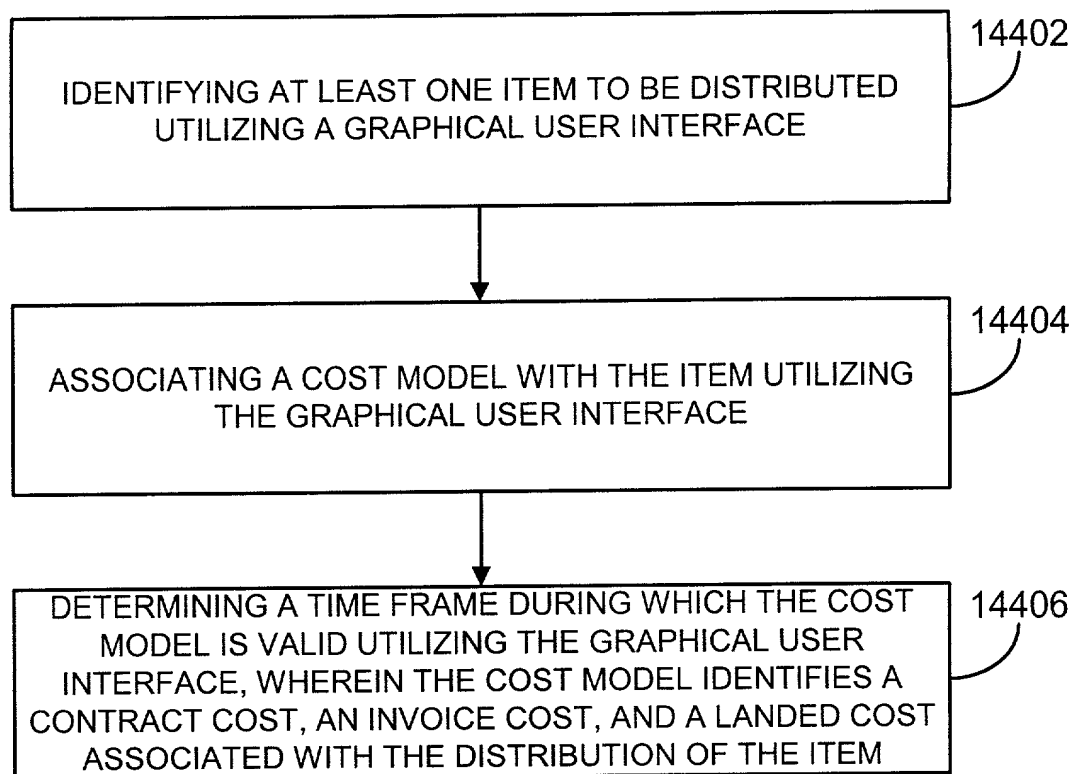 14402
IDENTIFYING AT LEAST ONE ITEM TO BE DISTRIBUTED
UTILIZING A GRAPHICAL USER INTERFACE
14404
ASSOCIATING A COST MODEL WITH THE ITEM UTILIZING
THE GRAPHICAL USER INTERFACE
14406
DETERMINING A TIME FRAME DURING WHICH THE COST
MODEL IS VALID UTILIZING THE GRAPHICAL USER
INTERFACE, WHEREIN THE COST MODEL IDENTIFIES A
CONTRACT COST, AN INVOICE COST, AND A LANDED COST
ASSOCIATED WITH THE DISTRIBUTION OF THE ITEM